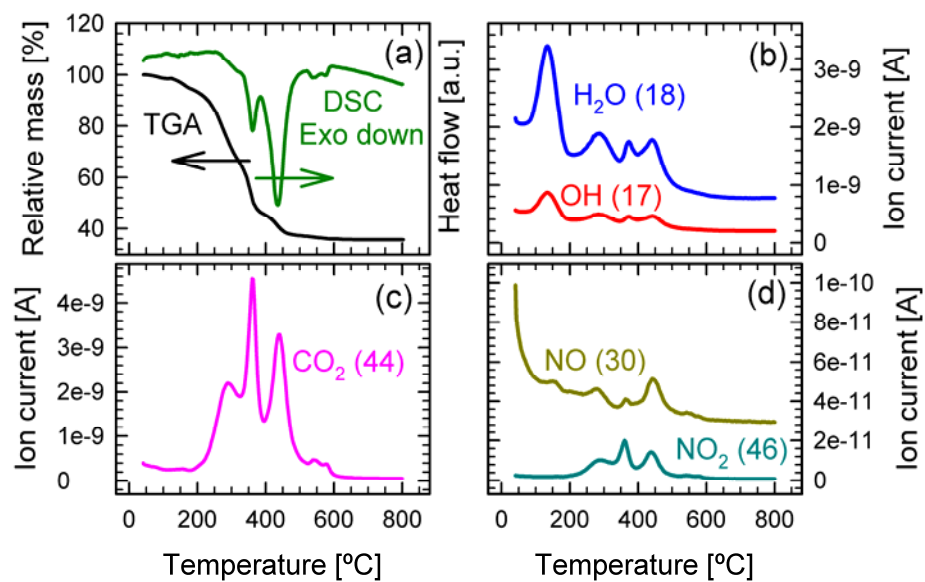 Relative mass [%]
120
100
80
60
40
(a)
TGA
DSC
Exo down
Heat flow [a.u.]
(b)
H₂O (18)
OH (17)
3e-9
2e-9
1e-9
0
Ion current [A]
Ion current [A]
4e-9
3e-9
2e-9
1e-9
0
(c)
CO₂ (44)
0 200 400 600 800
Temperature [ºC]
(d)
NO (30)
NO₂ (46)
1e-10
8e-11
6e-11
4e-11
2e-11
0
Ion current [A]
0 200 400 600 800
Temperature [ºC]